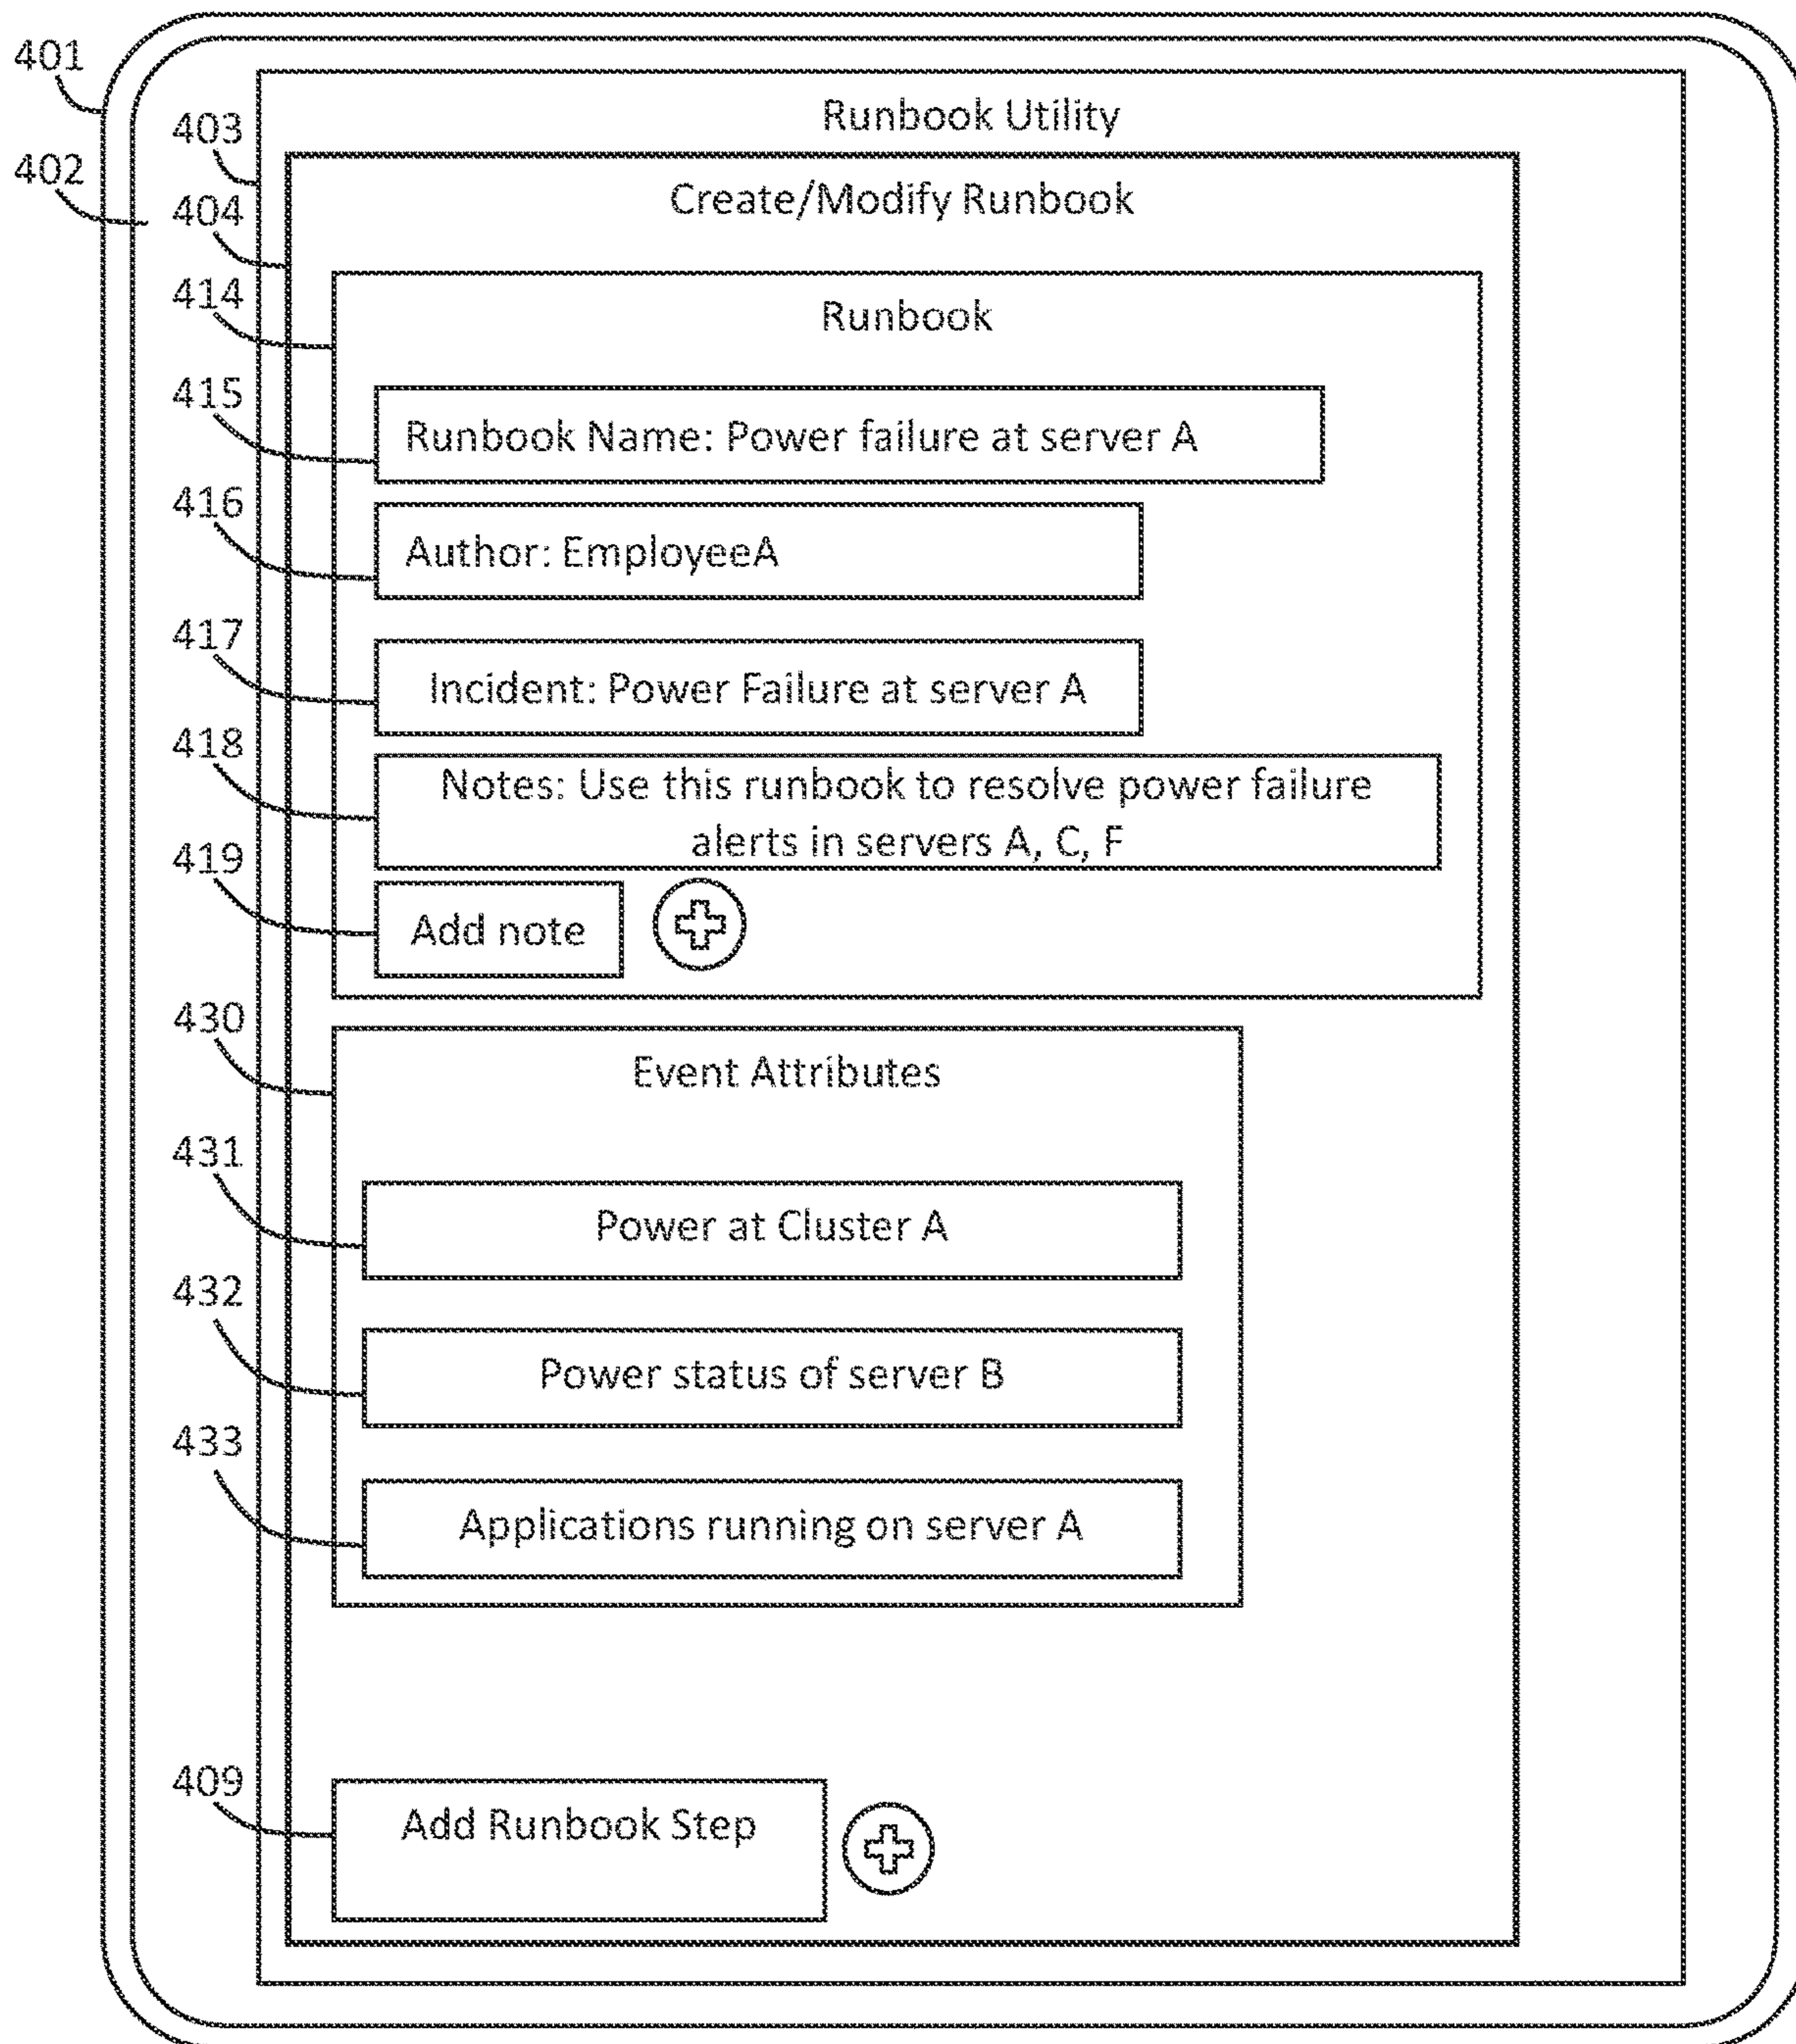 401
Runbook Utility
403
Create/Modify Runbook
402
404
414
Runbook
415
Runbook Name: Power failure at server A
416
Author: EmployeeA
417
Incident: Power Failure at server A
418
Notes: Use this runbook to resolve power failure
alerts in servers A, C, F
419
Add note
430
Event Attributes
431
Power at Cluster A
432
Power status of server B
433
Applications running on server A
409
Add Runbook Step